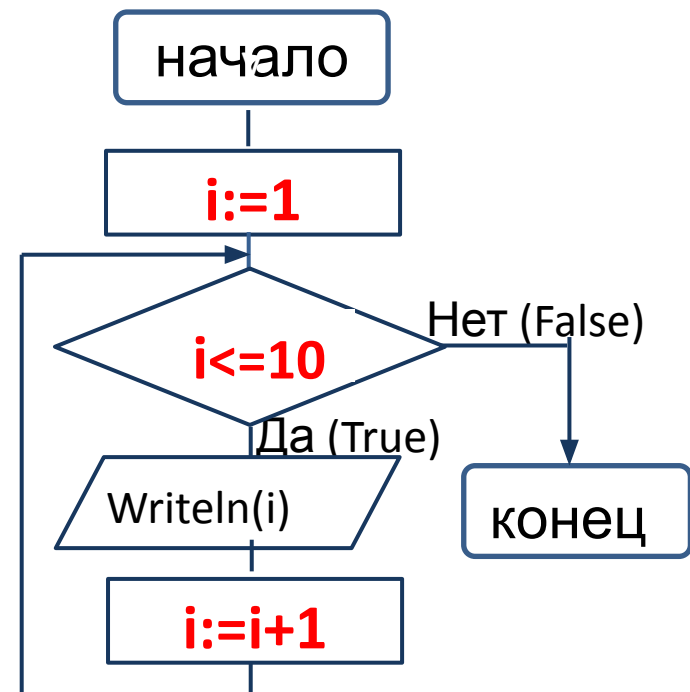 начало
i:=1
i<=10
Нет (False)
Да (True)
Writeln(i)
конец
i:=i+1